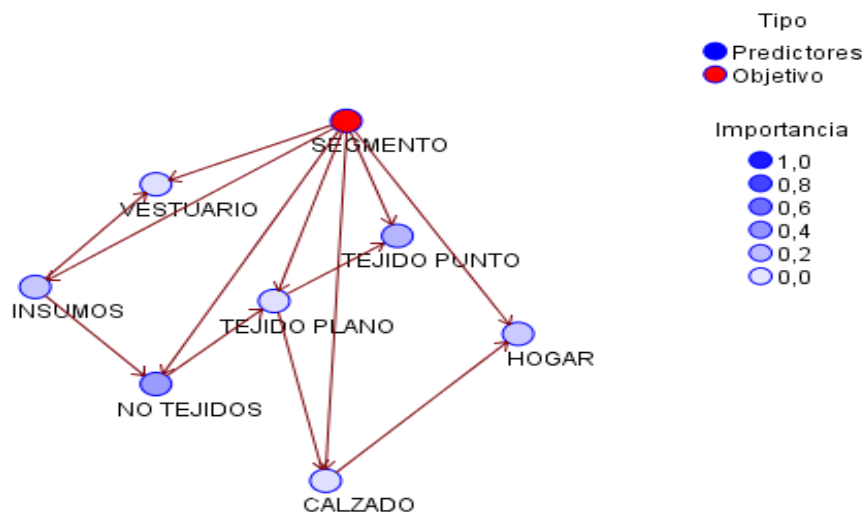 Tipo
Predictores
Objetivo
Importancia
1,0
0,8
0,6
0,4
0,2
0,0
SEGMENTO
VESTUARIO
TEJIDO PUNTO
INSUMOS
TEJIDO PLANO
HOGAR
NO TEJIDOS
CALZADO